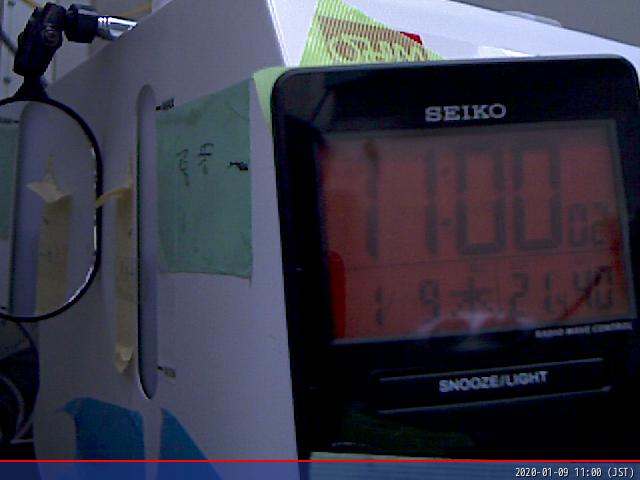 SEIKO
11:00 02
1/9 木 21.4 40
RADIO WAVE CONTROL
SNOOZE/LIGHT
2020-01-09 11:00 (JST)